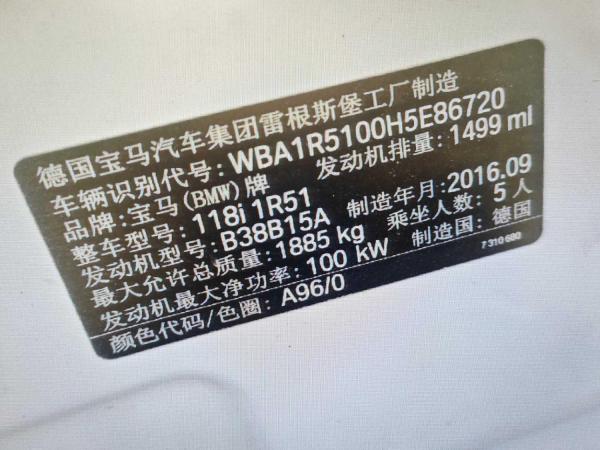 德国宝马汽车集团雷根斯堡工厂制造
车辆识别代号: WBA1R5100H5E86720
品牌: 宝马(BMW)牌 发动机排量: 1499 ml
整车型号: 118i 1R51
发动机型号: B38B15A 制造年月: 2016.09
最大允许总质量: 1885 kg 乘坐人数: 5 人
发动机最大净功率: 100 kW 制造国: 德国
颜色代码/色圈: A96/0 7 310 680